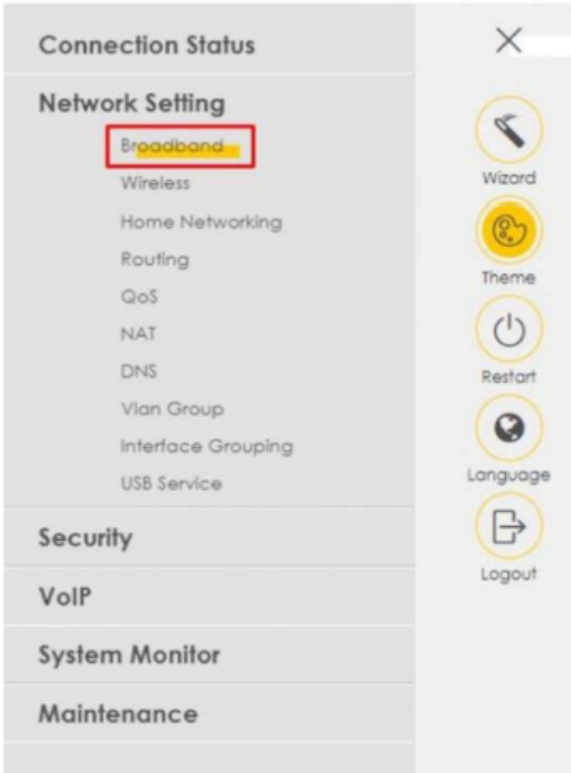 Connection Status
Network Setting
Broadband
Wireless
Home Networking
Routing
QoS
NAT
DNS
Vlan Group
Interface Grouping
USB Service
Security
VoIP
System Monitor
Maintenance
Wizard
Theme
Restart
Language
Logout